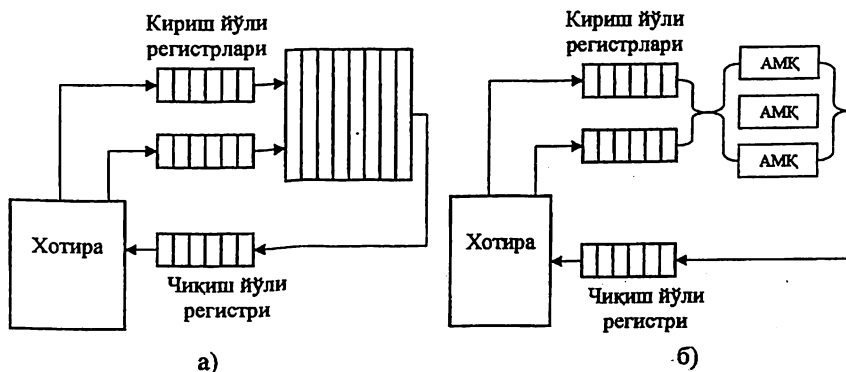 Кириш йўли
регистрлари
Хотира
Чиқиш йўли
регистри
а)
Кириш йўли
регистрлари
АМҚ
АМҚ
АМҚ
Хотира
Чиқиш йўли
регистри
б)